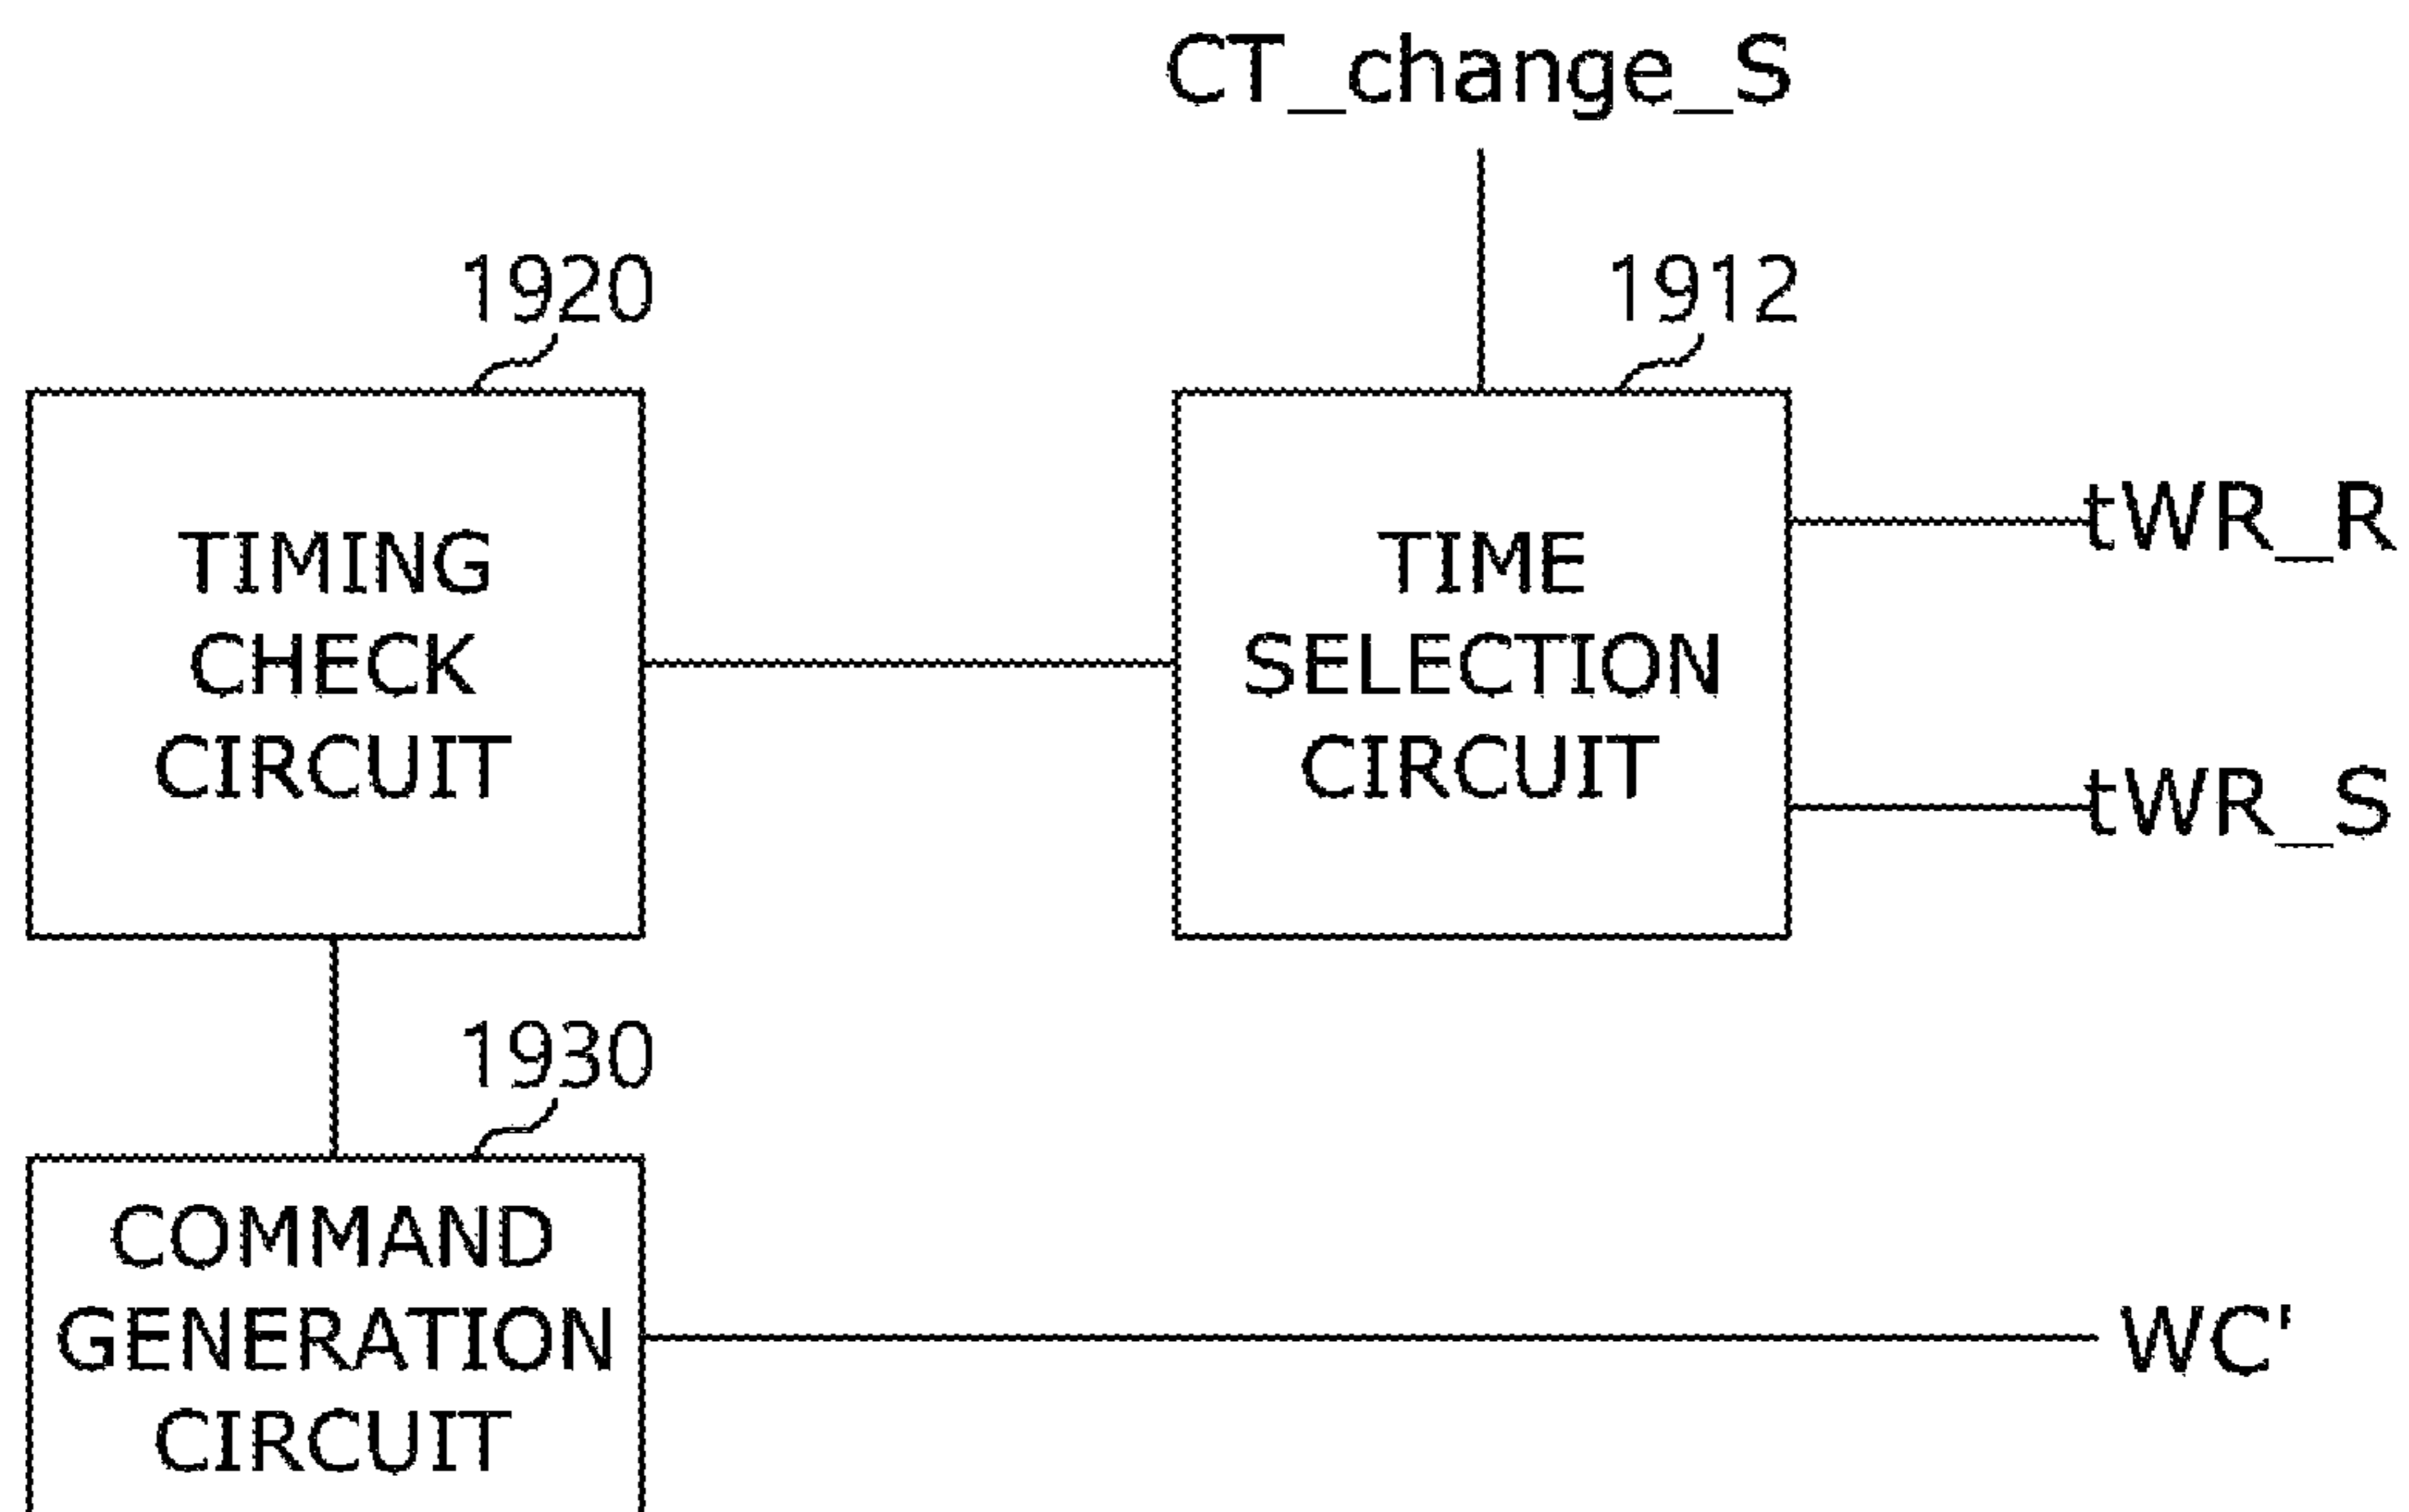 CT_change_S
1920
1912
TIMING
CHECK
CIRCUIT
TIME
SELECTION
CIRCUIT
tWR_R
tWR_S
1930
COMMAND
GENERATION
CIRCUIT
WC'